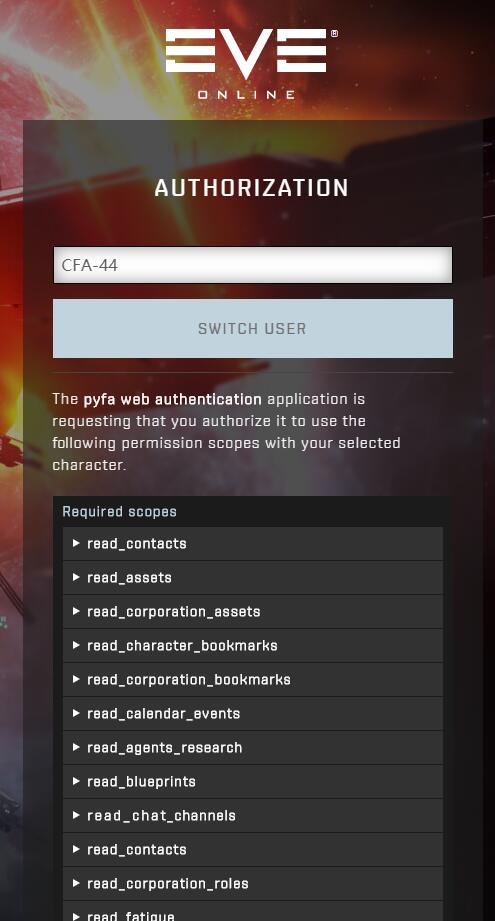 EVE®
ONLINE
AUTHORIZATION
CFA-44
SWITCH USER
The pyfa web authentication application is
requesting that you authorize it to use the
following permission scopes with your selected
character.
Required scopes
read_contacts
read_assets
read_corporation_assets
read_character_bookmarks
read_corporation_bookmarks
read_calendar_events
read_agents_research
read_blueprints
read_chat_channels
read_contacts
read_corporation_roles
read_fatigue